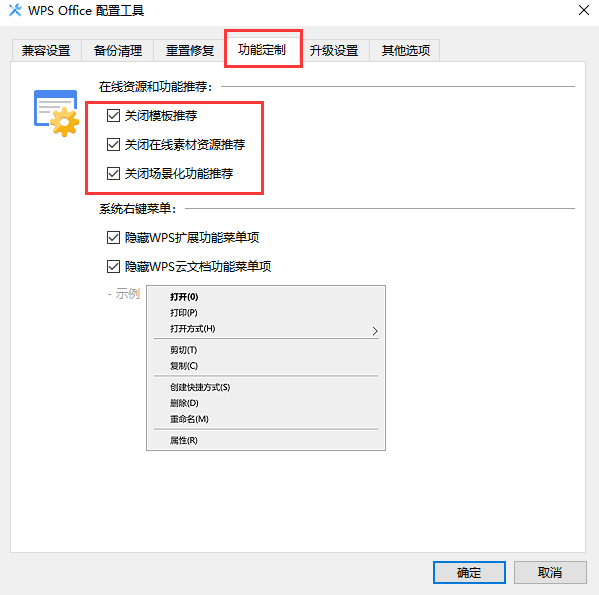 WPS Office 配置工具
兼容设置 备份清理 重置修复 功能定制 升级设置 其他选项
在线资源和功能推荐：
关闭模板推荐
关闭在线素材资源推荐
关闭场景化功能推荐
系统右键菜单：
隐藏WPS扩展功能菜单项
隐藏WPS云文档功能菜单项
- 示例
打开(O)
打印(P)
打开方式(H)
剪切(T)
复制(C)
创建快捷方式(S)
删除(D)
重命名(M)
属性(R)
确定 取消